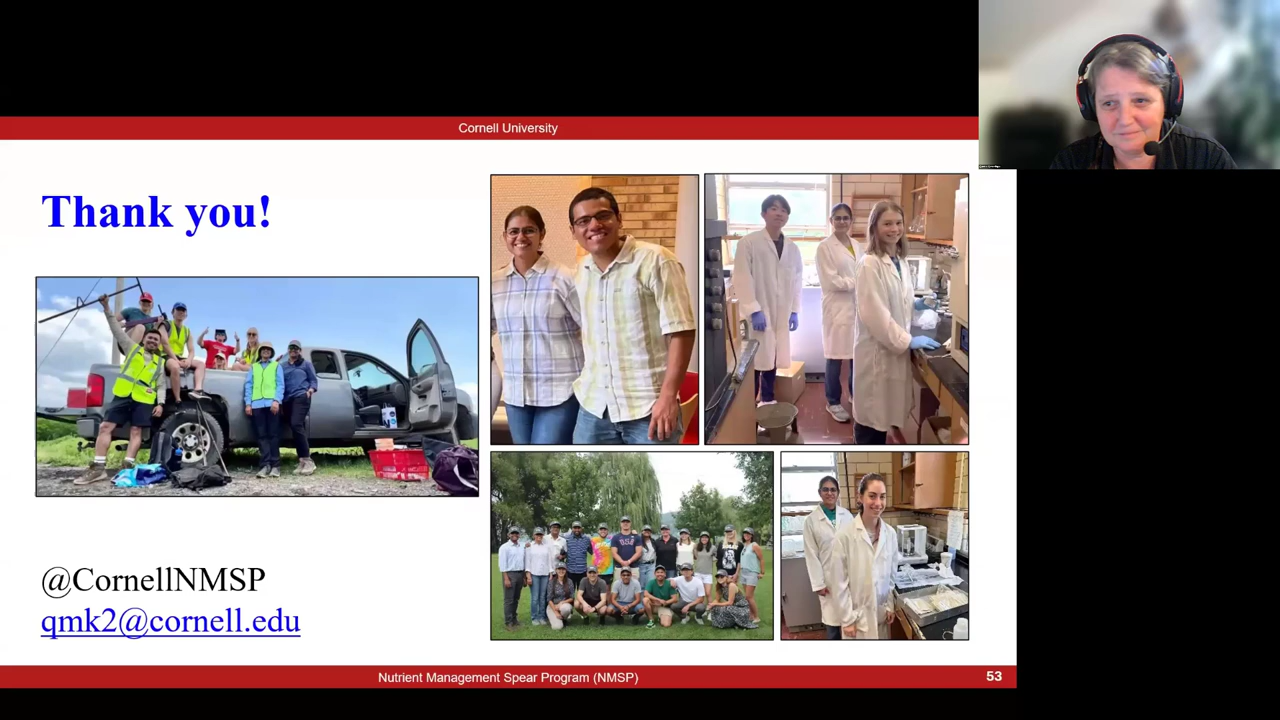 Cornell University
Thank you!
@CornellNMSP
qmk2@cornell.edu
Nutrient Management Spear Program (NMSP)
53